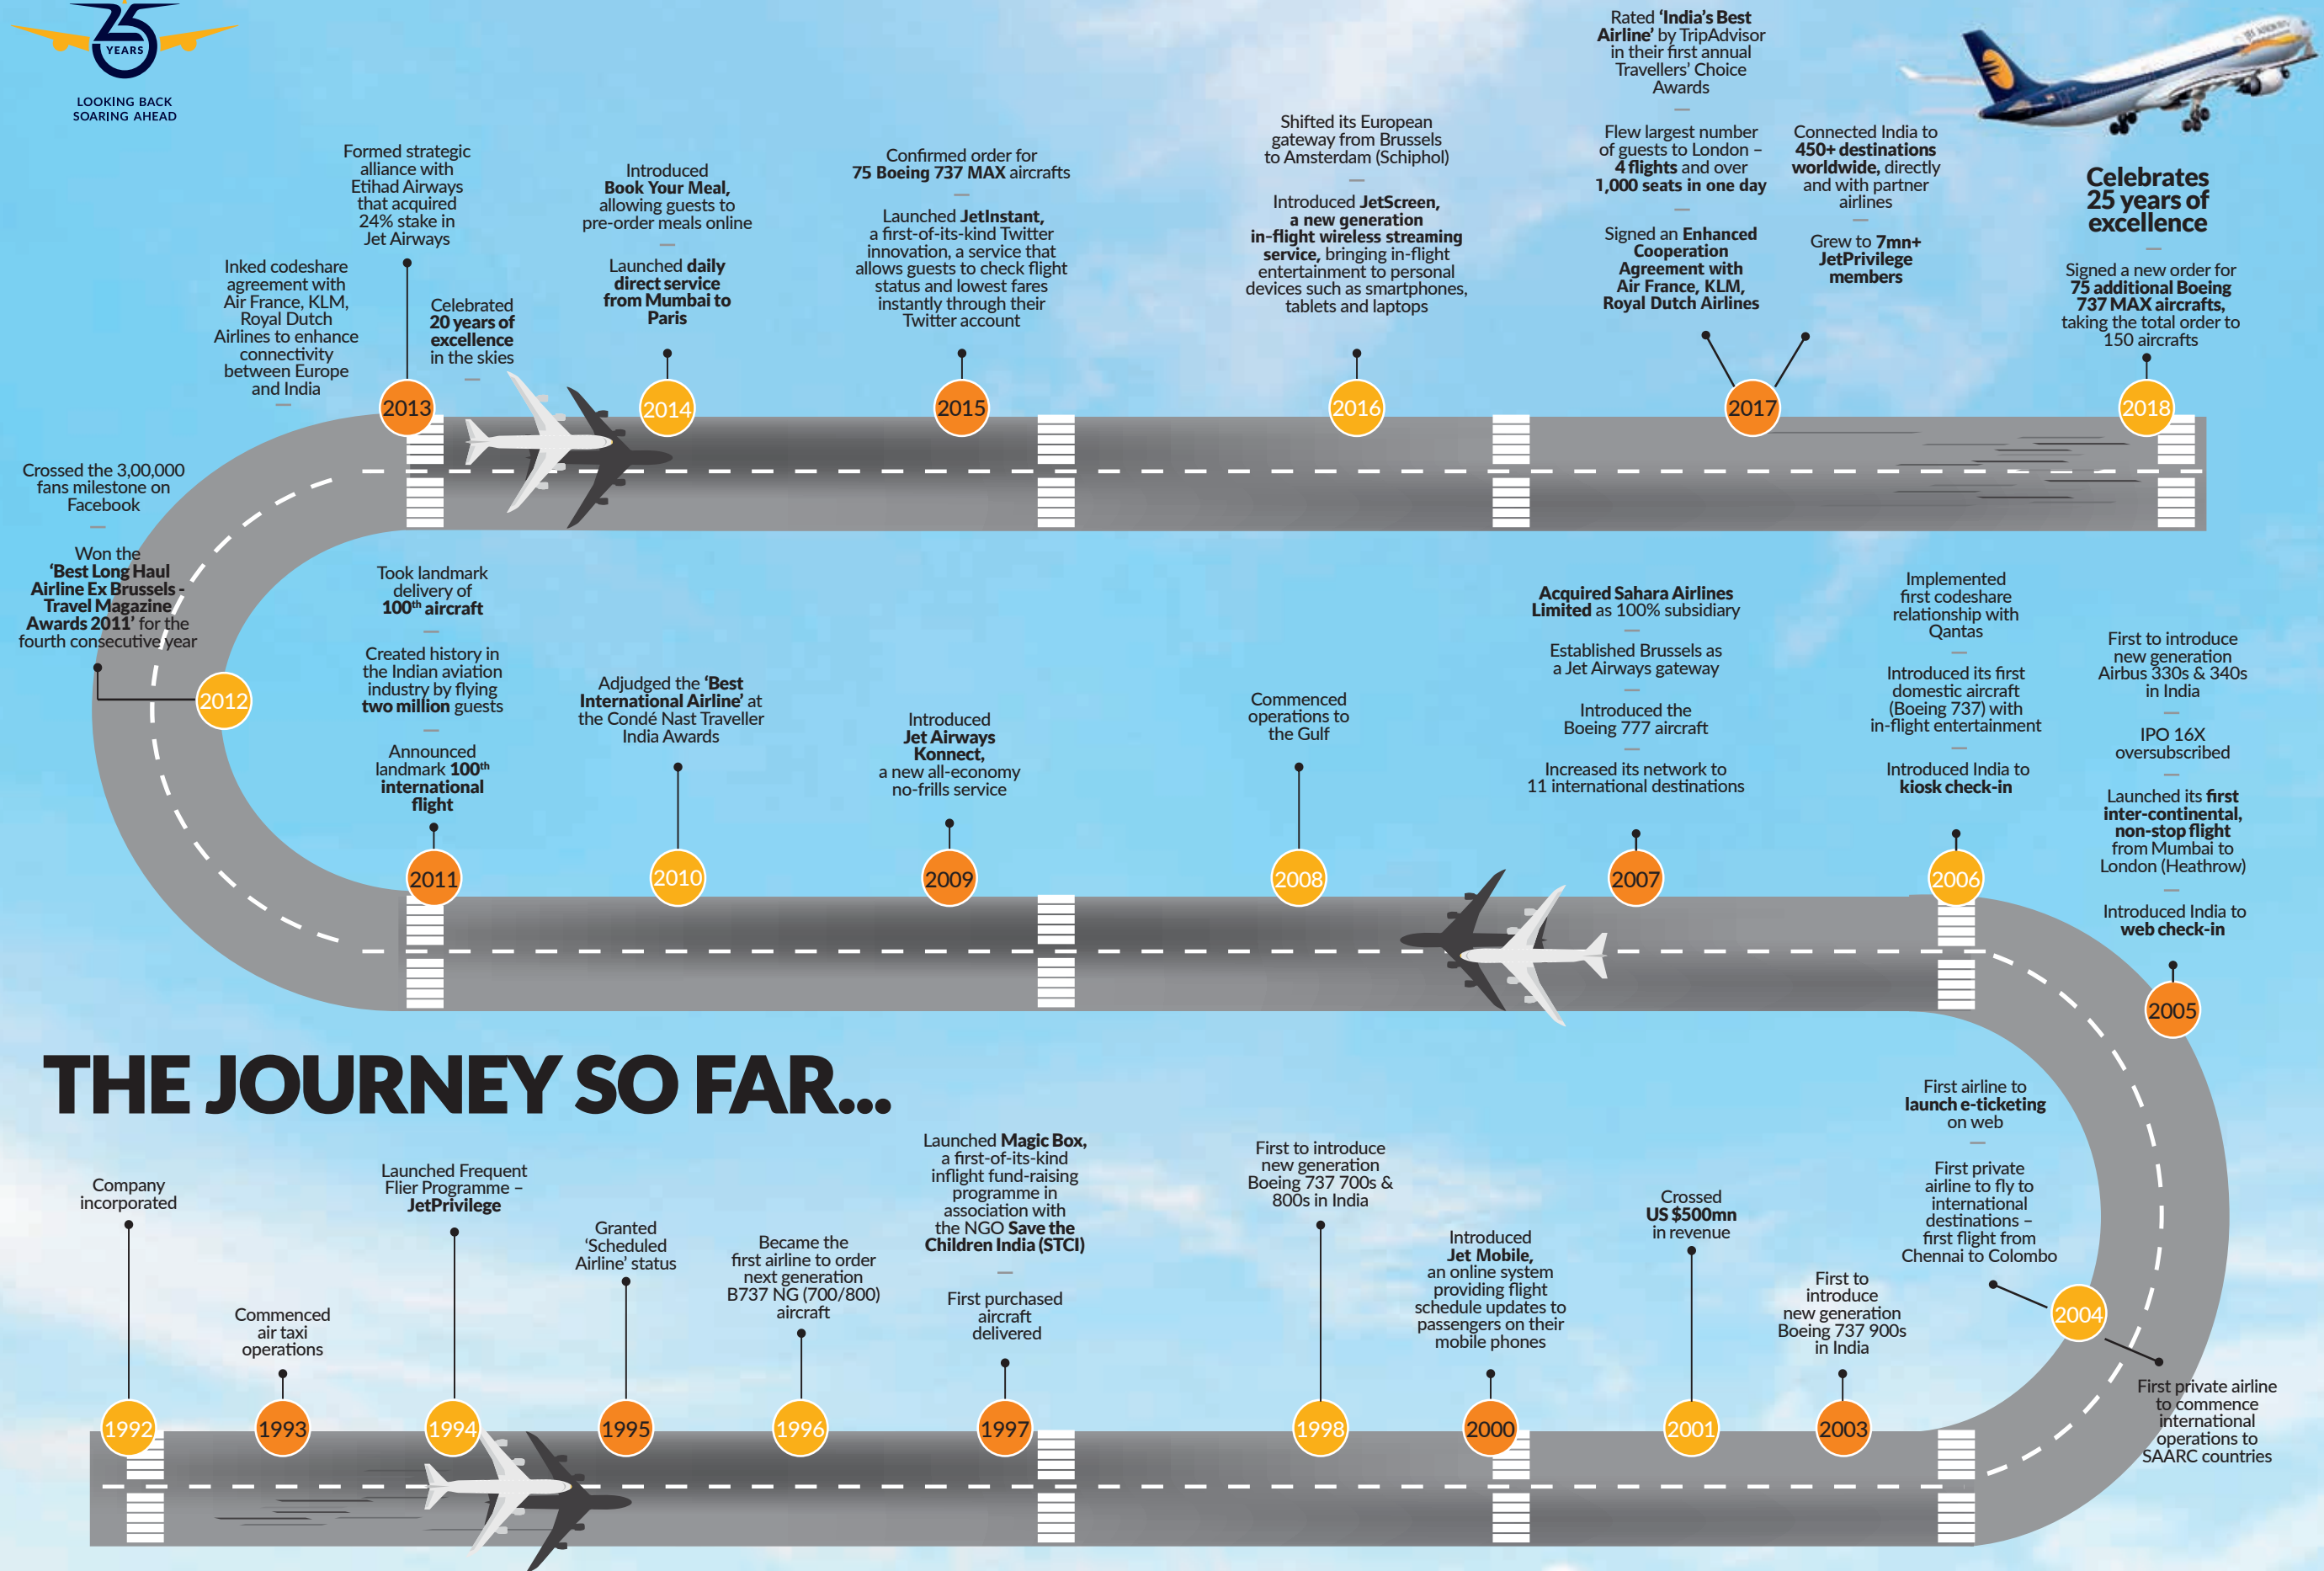 25
YEARS
LOOKING BACK
SOARING AHEAD
JET AIRWAYS
Inked codeshare
agreement with
Air France, KLM,
Royal Dutch
Airlines to enhance
connectivity
between Europe
and India
Formed strategic
alliance with
Etihad Airways
that acquired
24% stake in
Jet Airways
Celebrated
20 years of
excellence
in the skies
2013
Introduced
Book Your Meal,
allowing guests to
pre-order meals online
Launched daily
direct service
from Mumbai to
Paris
2014
Confirmed order for
75 Boeing 737 MAX aircrafts
Launched JetInstant,
a first-of-its-kind Twitter
innovation, a service that
allows guests to check flight
status and lowest fares
instantly through their
Twitter account
2015
Shifted its European
gateway from Brussels
to Amsterdam (Schiphol)
Introduced JetScreen,
a new generation
in-flight wireless streaming
service, bringing in-flight
entertainment to personal
devices such as smartphones,
tablets and laptops
2016
Rated ‘India’s Best
Airline’ by TripAdvisor
in their first annual
Travellers’ Choice
Awards
Flew largest number
of guests to London –
4 flights and over
1,000 seats in one day
Signed an Enhanced
Cooperation
Agreement with
Air France, KLM,
Royal Dutch Airlines
Connected India to
450+ destinations
worldwide, directly
and with partner
airlines
Grew to 7mn+
JetPrivilege
members
2017
Celebrates
25 years of
excellence
Signed a new order for
75 additional Boeing
737 MAX aircrafts,
taking the total order to
150 aircrafts
2018
Crossed the 3,00,000
fans milestone on
Facebook
Won the
‘Best Long Haul
Airline Ex Brussels -
Travel Magazine
Awards 2011’ for the
fourth consecutive year
2012
Took landmark
delivery of
100th aircraft
Created history in
the Indian aviation
industry by flying
two million guests
Announced
landmark 100th
international
flight
2011
Adjudged the ‘Best
International Airline’ at
the Condé Nast Traveller
India Awards
2010
Introduced
Jet Airways
Konnect,
a new all-economy
no-frills service
2009
Commenced
operations to
the Gulf
2008
Acquired Sahara Airlines
Limited as 100% subsidiary
Established Brussels as
a Jet Airways gateway
Introduced the
Boeing 777 aircraft
Increased its network to
11 international destinations
2007
Implemented
first codeshare
relationship with
Qantas
Introduced its first
domestic aircraft
(Boeing 737) with
in-flight entertainment
Introduced India to
kiosk check-in
2006
First to introduce
new generation
Airbus 330s & 340s
in India
IPO 16X
oversubscribed
Launched its first
inter-continental,
non-stop flight
from Mumbai to
London (Heathrow)
Introduced India to
web check-in
2005
THE JOURNEY SO FAR...
Company
incorporated
1992
Commenced
air taxi
operations
1993
Launched Frequent
Flier Programme –
JetPrivilege
1994
Granted
‘Scheduled
Airline’ status
1995
Became the
first airline to order
next generation
B737 NG (700/800)
aircraft
1996
Launched Magic Box,
a first-of-its-kind
inflight fund-raising
programme in
association with
the NGO Save the
Children India (STCI)
First purchased
aircraft
delivered
1997
First to introduce
new generation
Boeing 737 700s &
800s in India
1998
Introduced
Jet Mobile,
an online system
providing flight
schedule updates to
passengers on their
mobile phones
2000
Crossed
US $500mn
in revenue
2001
First to
introduce
new generation
Boeing 737 900s
in India
2003
First airline to
launch e-ticketing
on web
First private
airline to fly to
international
destinations –
first flight from
Chennai to Colombo
2004
First private airline
to commence
international
operations to
SAARC countries